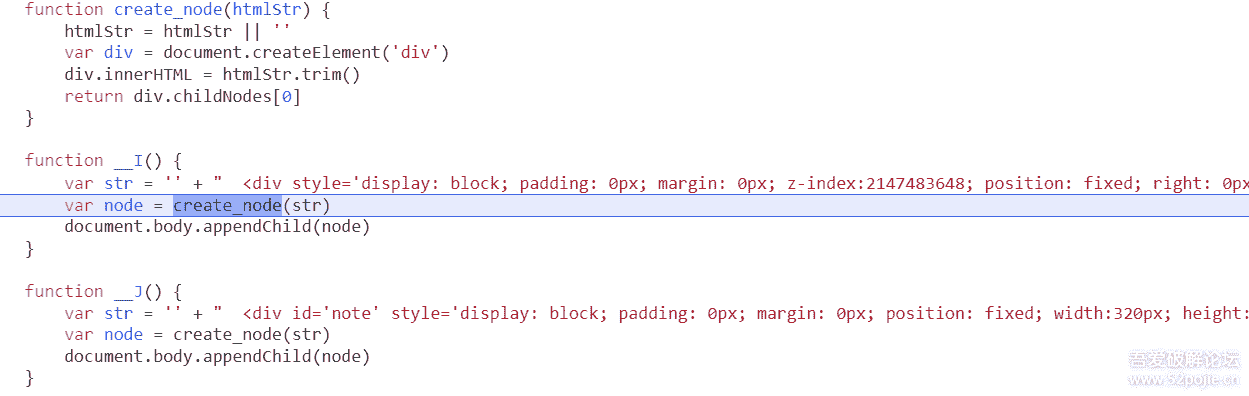 function create_node(htmlStr) {
    htmlStr = htmlStr || ''
    var div = document.createElement('div')
    div.innerHTML = htmlStr.trim()
    return div.childNodes[0]
}
function __I() {
    var str = '' + "  <div style='display: block; padding: 0px; margin: 0px; z-index:2147483648; position: fixed; right: 0px
    var node = create_node(str)
    document.body.appendChild(node)
}
function __J() {
    var str = '' + "  <div id='note' style='display: block; padding: 0px; margin: 0px; position: fixed; width:320px; height:
    var node = create_node(str)
    document.body.appendChild(node)
}
吾爱破解论坛
www.52pojie.cn